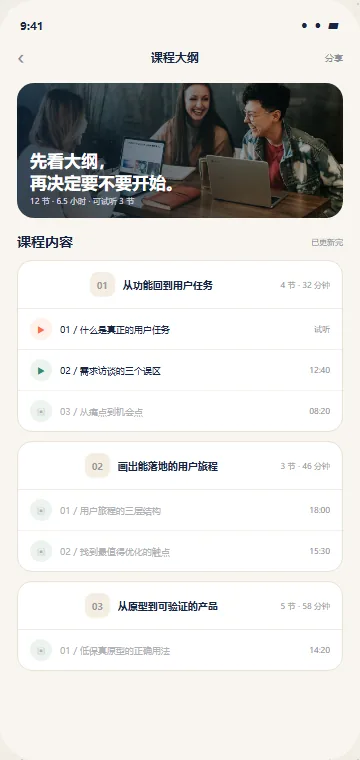 9:41
‹
课程大纲
分享
先看大纲，
再决定要不要开始。
12 节 · 6.5 小时 · 可试听 3 节
课程内容
已更新完
01 从功能回到用户任务 4 节 · 32 分钟
01 / 什么是真正的用户任务 试听
02 / 需求访谈的三个误区 12:40
03 / 从痛点到机会点 08:20
02 画出能落地的用户旅程 3 节 · 46 分钟
01 / 用户旅程的三层结构 18:00
02 / 找到最值得优化的触点 15:30
03 从原型到可验证的产品 5 节 · 58 分钟
01 / 低保真原型的正确用法 14:20